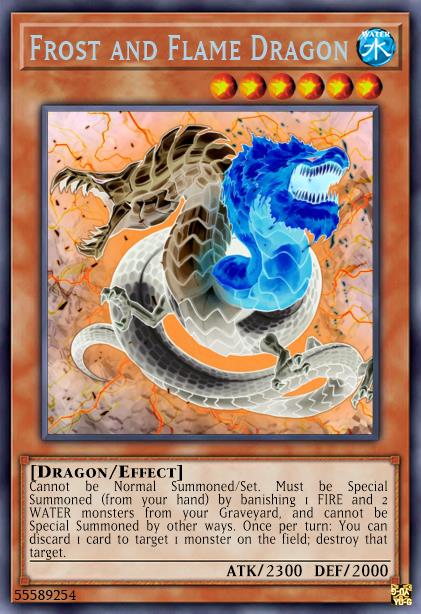 FROST AND FLAME DRAGON
WATER
水
[DRAGON/EFFECT]
Cannot be Normal Summoned/Set. Must be Special
Summoned (from your hand) by banishing 1 FIRE and 2
WATER monsters from your Graveyard, and cannot be
Special Summoned by other ways. Once per turn: You can
discard 1 card to target 1 monster on the field; destroy that
target.
ATK/2300 DEF/2000
55589254